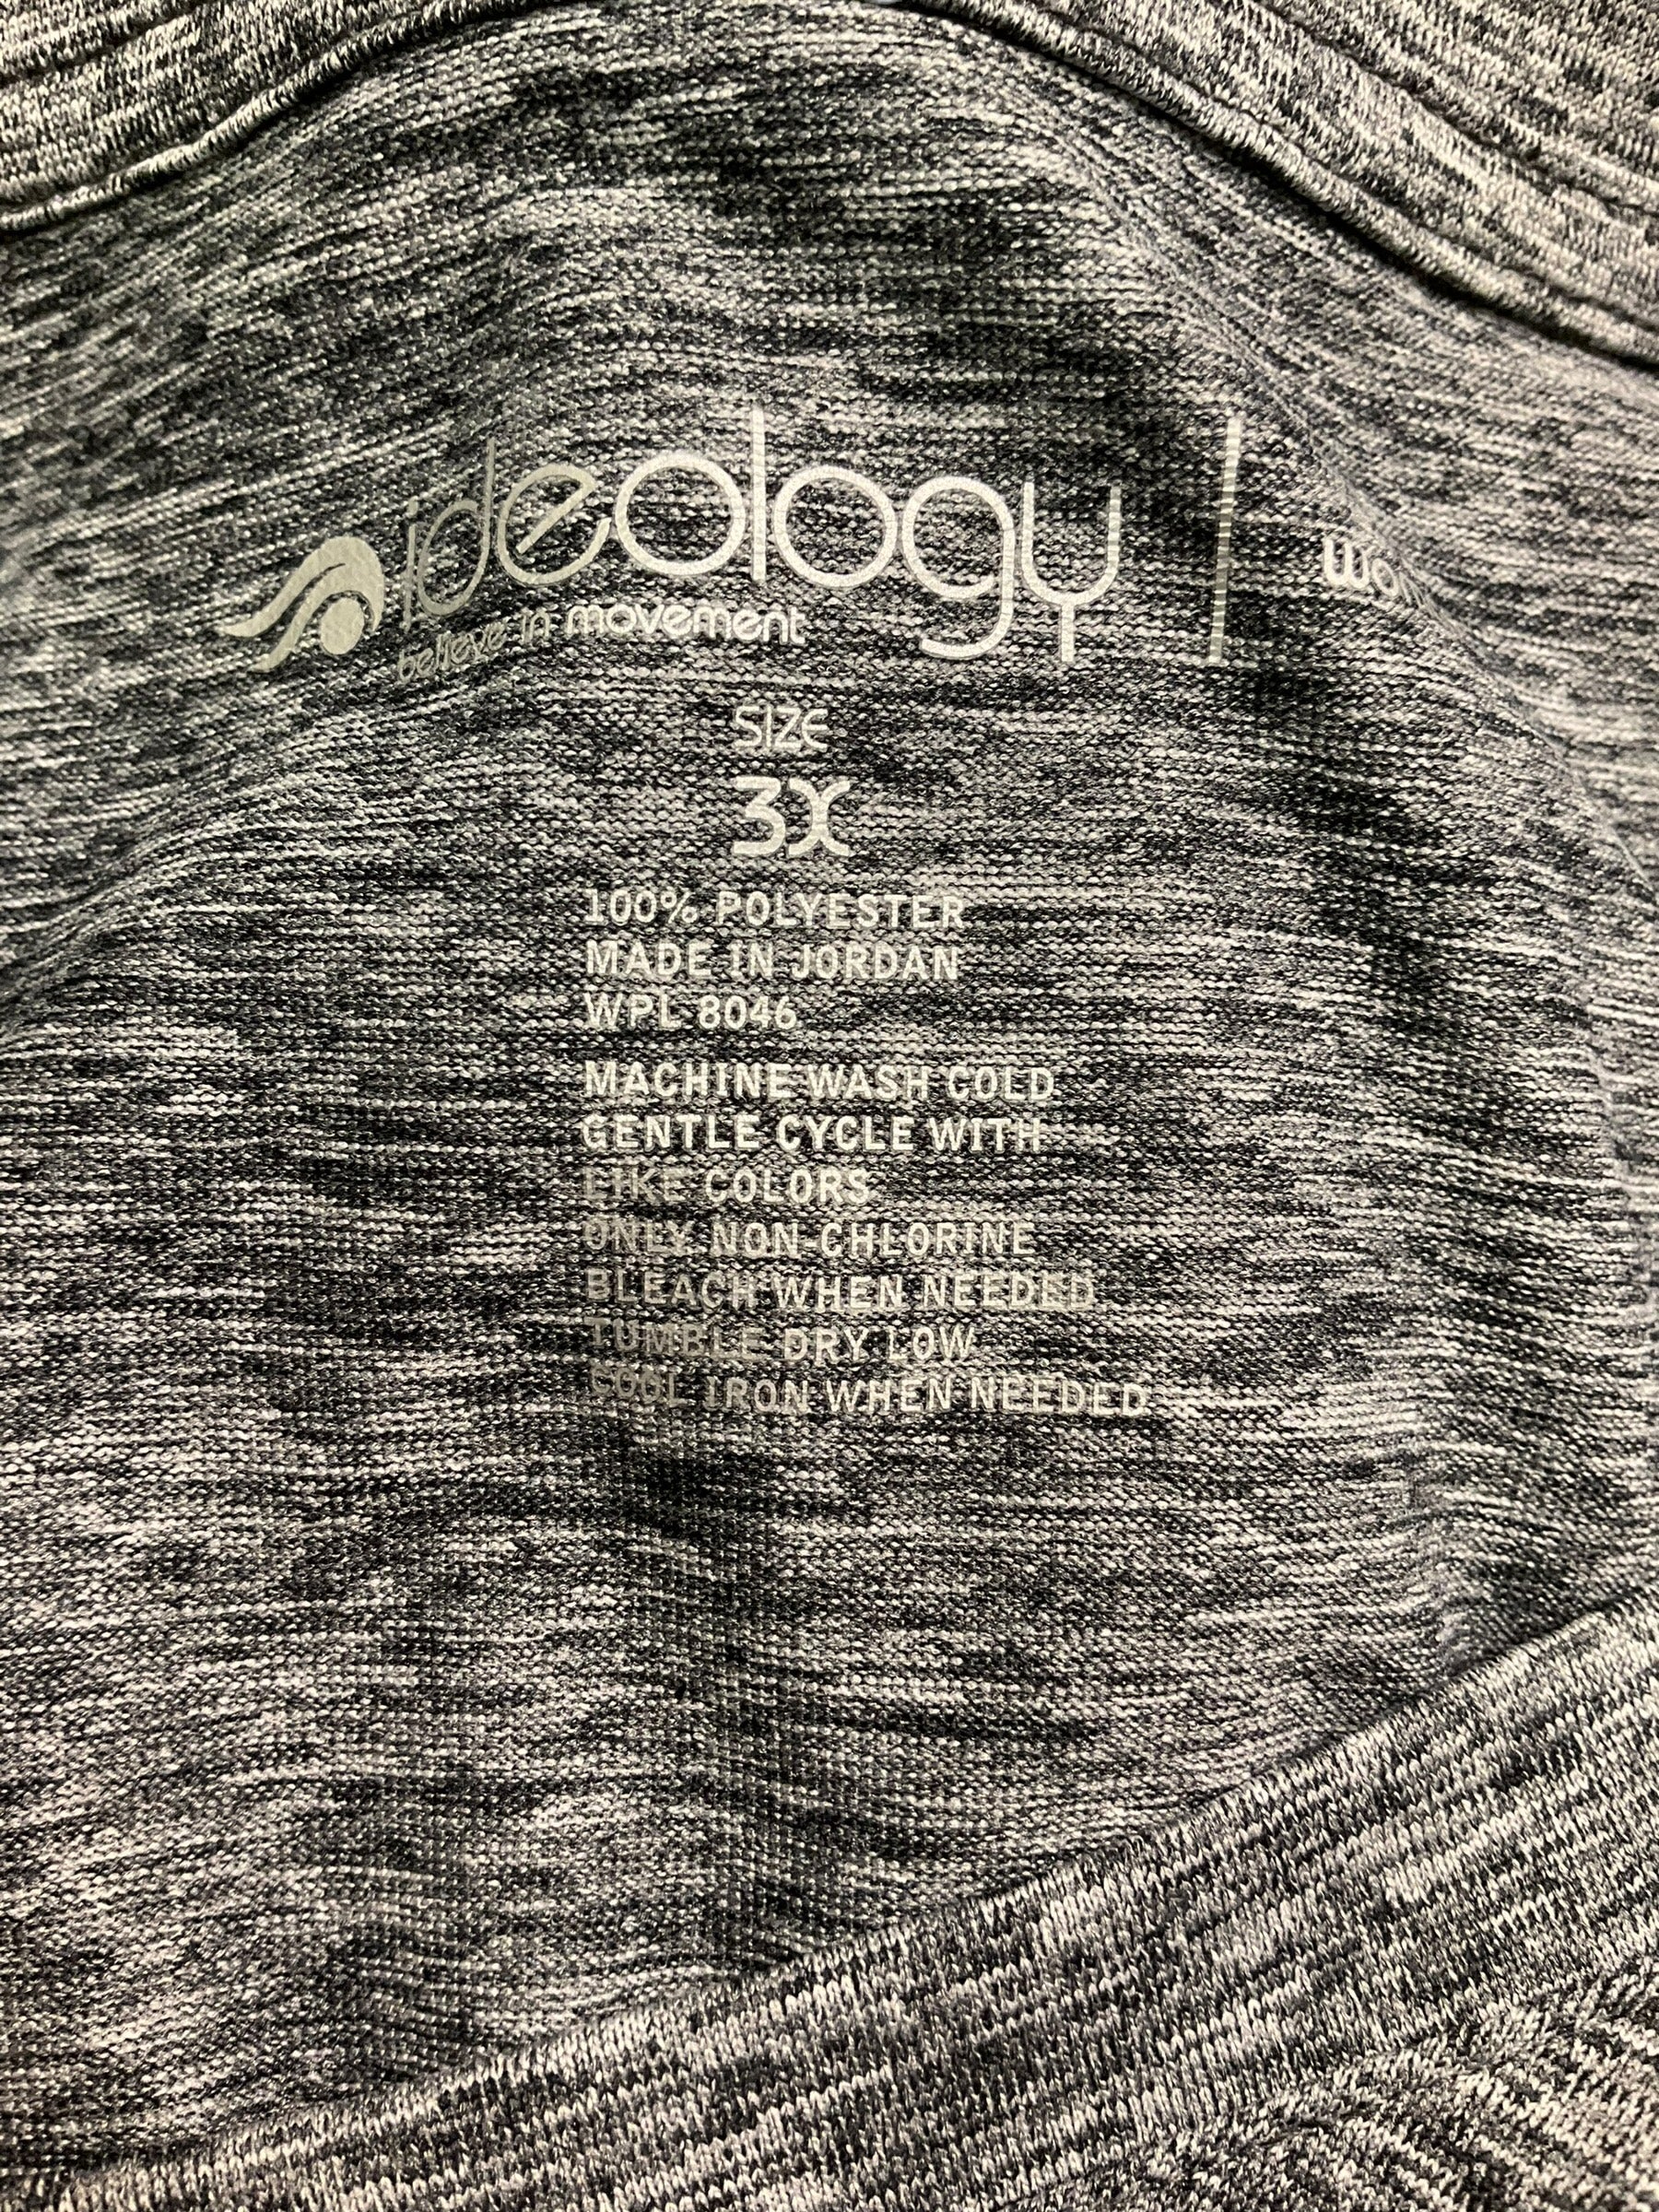 ideology
believe in movement
SIZE
3X
100% POLYESTER
MADE IN JORDAN
WPL 8046
MACHINE WASH COLD
GENTLE CYCLE WITH
LIKE COLORS
ONLY NON-CHLORINE
BLEACH WHEN NEEDED
TUMBLE DRY LOW
COOL IRON WHEN NEEDED